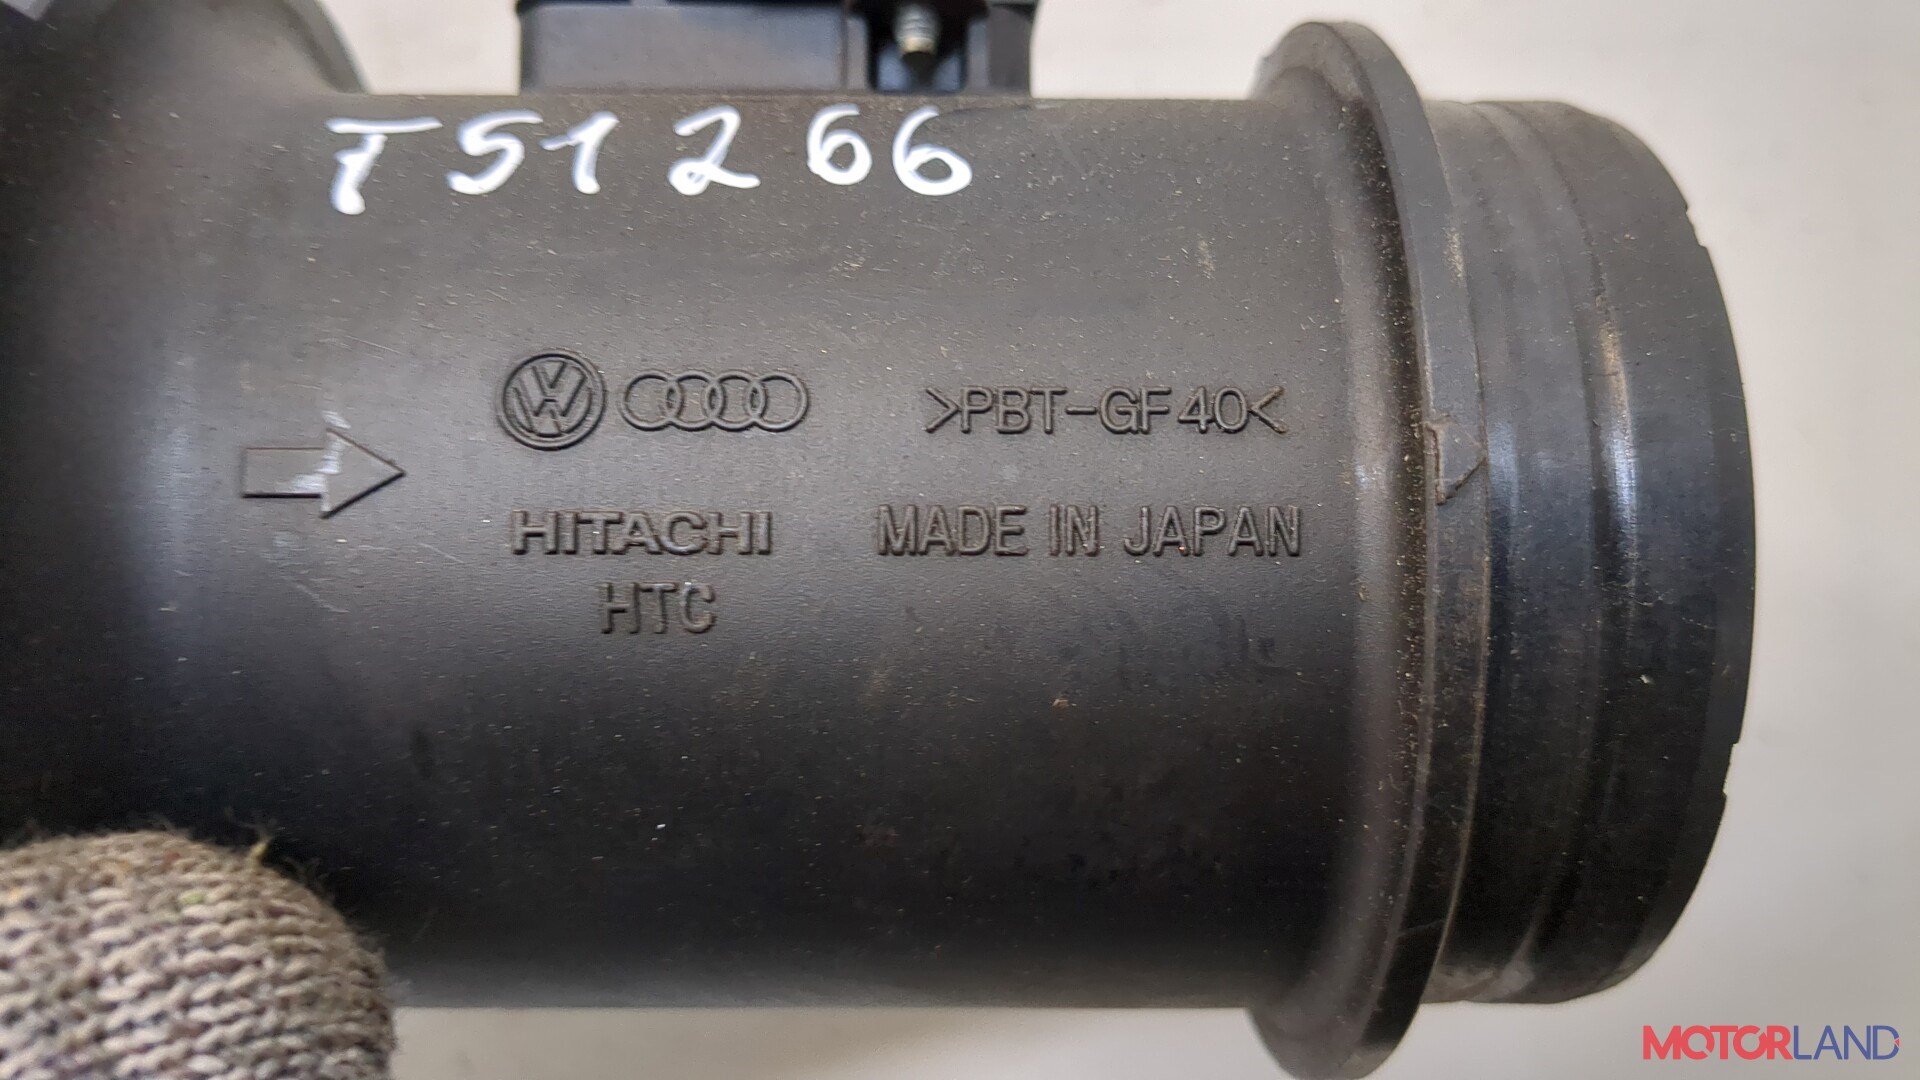 T51266
>PBT-GF40<
HITACHI MADE IN JAPAN
HTC
MOTORLAND